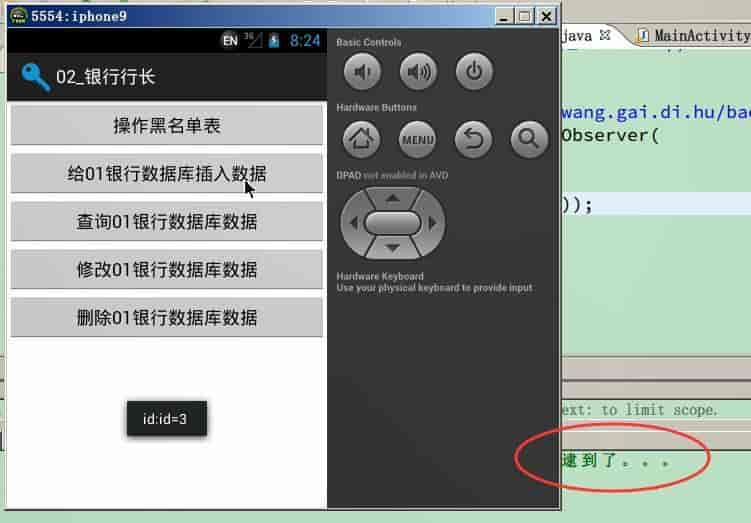 5554:iphone9
java
MainActivity
EN 3G 8:24
Basic Controls
02_银行行长
操作黑名单表
给01银行数据库插入数据
查询01银行数据库数据
修改01银行数据库数据
删除01银行数据库数据
id:id=3
Hardware Buttons
MENU
DPAD not enabled in AVD
Hardware Keyboard
Use your physical keyboard to provide input
wang.gai.di.hu/bac
Observer(
));
ext: to limit scope.
逮到了。。。